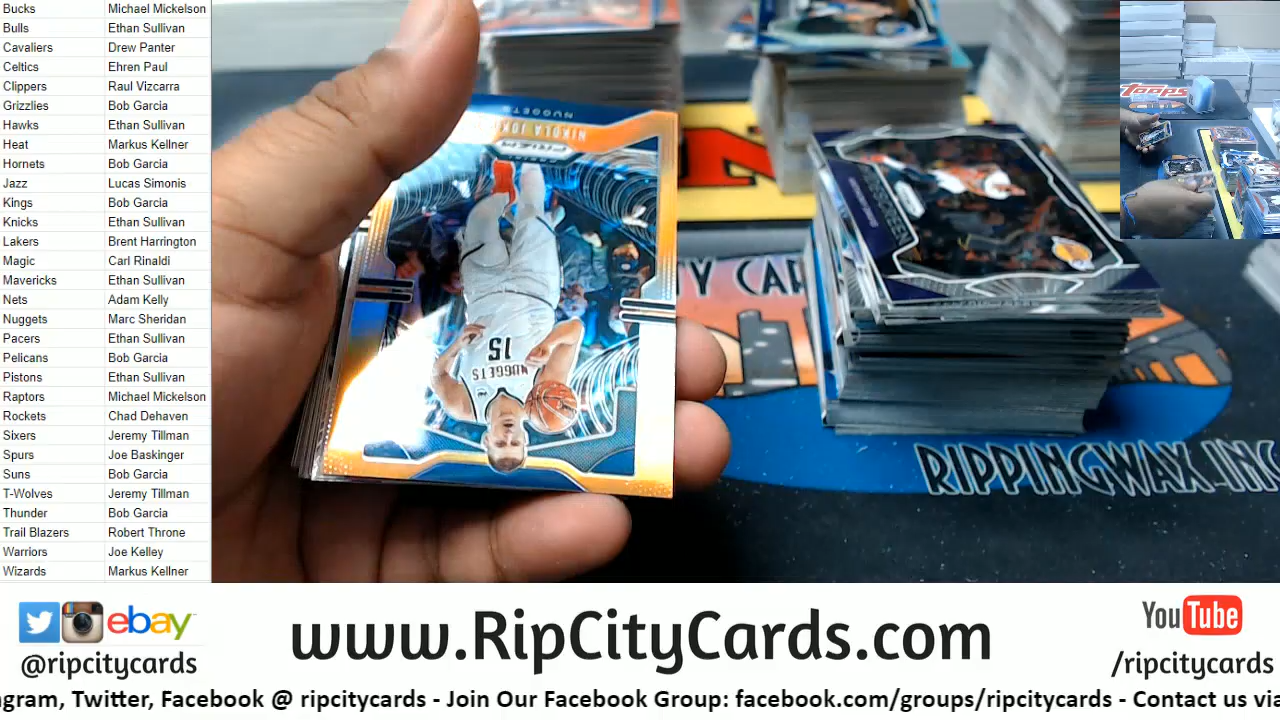 Bucks Michael Mickelson
Bulls Ethan Sullivan
Cavaliers Drew Panter
Celtics Ehren Paul
Clippers Raul Vizcarra
Grizzlies Bob Garcia
Hawks Ethan Sullivan
Heat Markus Kellner
Hornets Bob Garcia
Jazz Lucas Simonis
Kings Bob Garcia
Knicks Ethan Sullivan
Lakers Brent Harrington
Magic Carl Rinaldi
Mavericks Ethan Sullivan
Nets Adam Kelly
Nuggets Marc Sheridan
Pacers Ethan Sullivan
Pelicans Bob Garcia
Pistons Ethan Sullivan
Raptors Michael Mickelson
Rockets Chad Dehaven
Sixers Jeremy Tillman
Spurs Joe Baskinger
Suns Bob Garcia
T-Wolves Jeremy Tillman
Thunder Bob Garcia
Trail Blazers Robert Throne
Warriors Joe Kelley
Wizards Markus Kellner
NUGGETS
NIKOLA
PRIZM
15
NUGGETS
TOPPS
RIPPINGWAX, INC
ebay
@ripcitycards
www.RipCityCards.com
YouTube
/ripcitycards
agram, Twitter, Facebook @ ripcitycards - Join Our Facebook Group: facebook.com/groups/ripcitycards - Contact us via